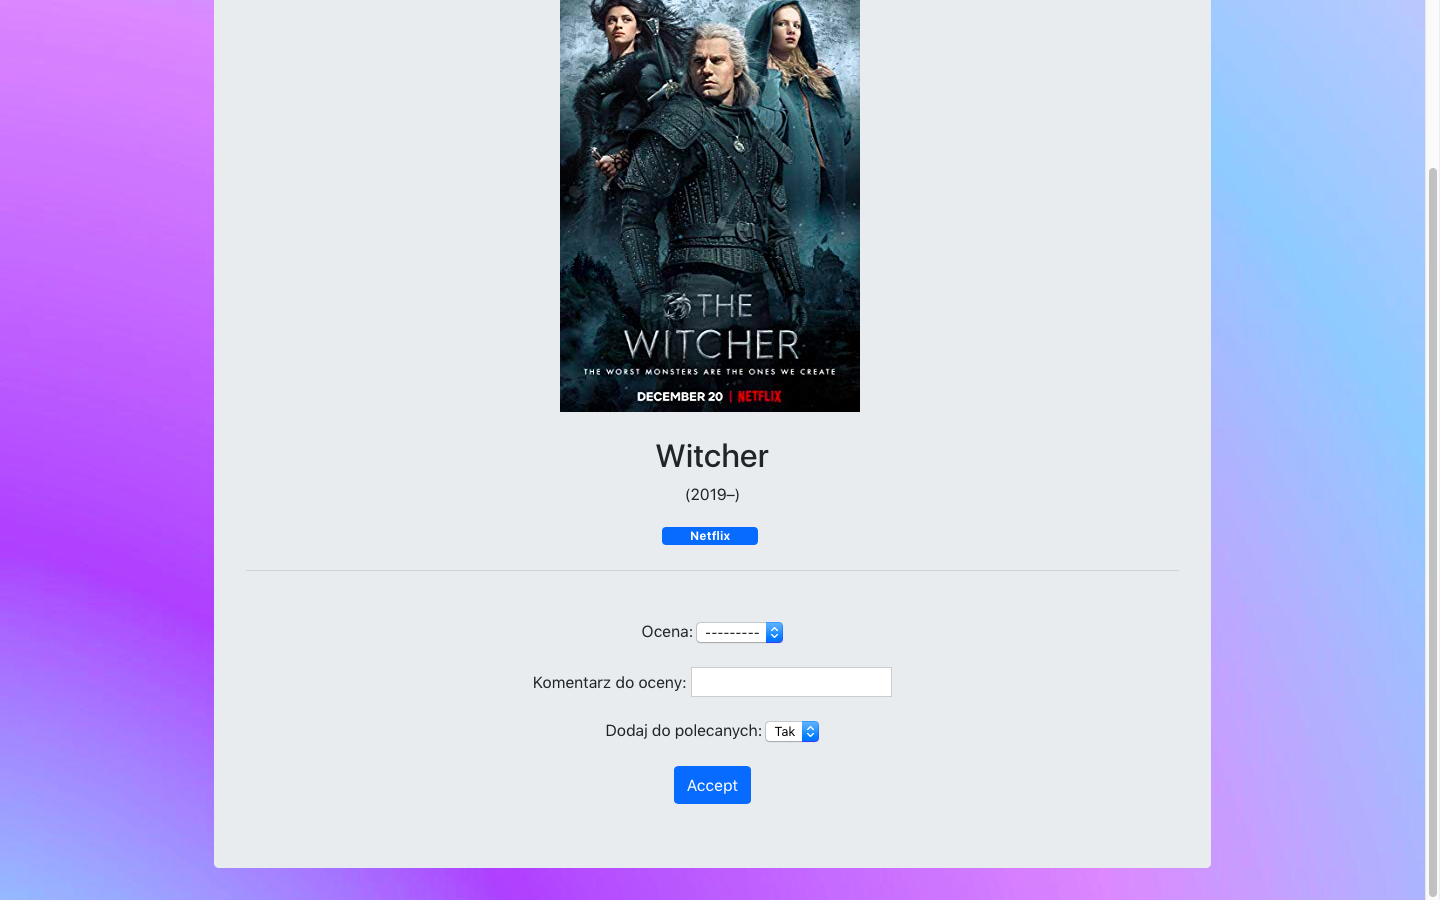 THE
WITCHER
THE WORST MONSTERS ARE THE ONES WE CREATE
DECEMBER 20 | NETFLIX
Witcher
(2019–)
Netflix
Ocena: ---------
Komentarz do oceny:
Dodaj do polecanych: Tak
Accept